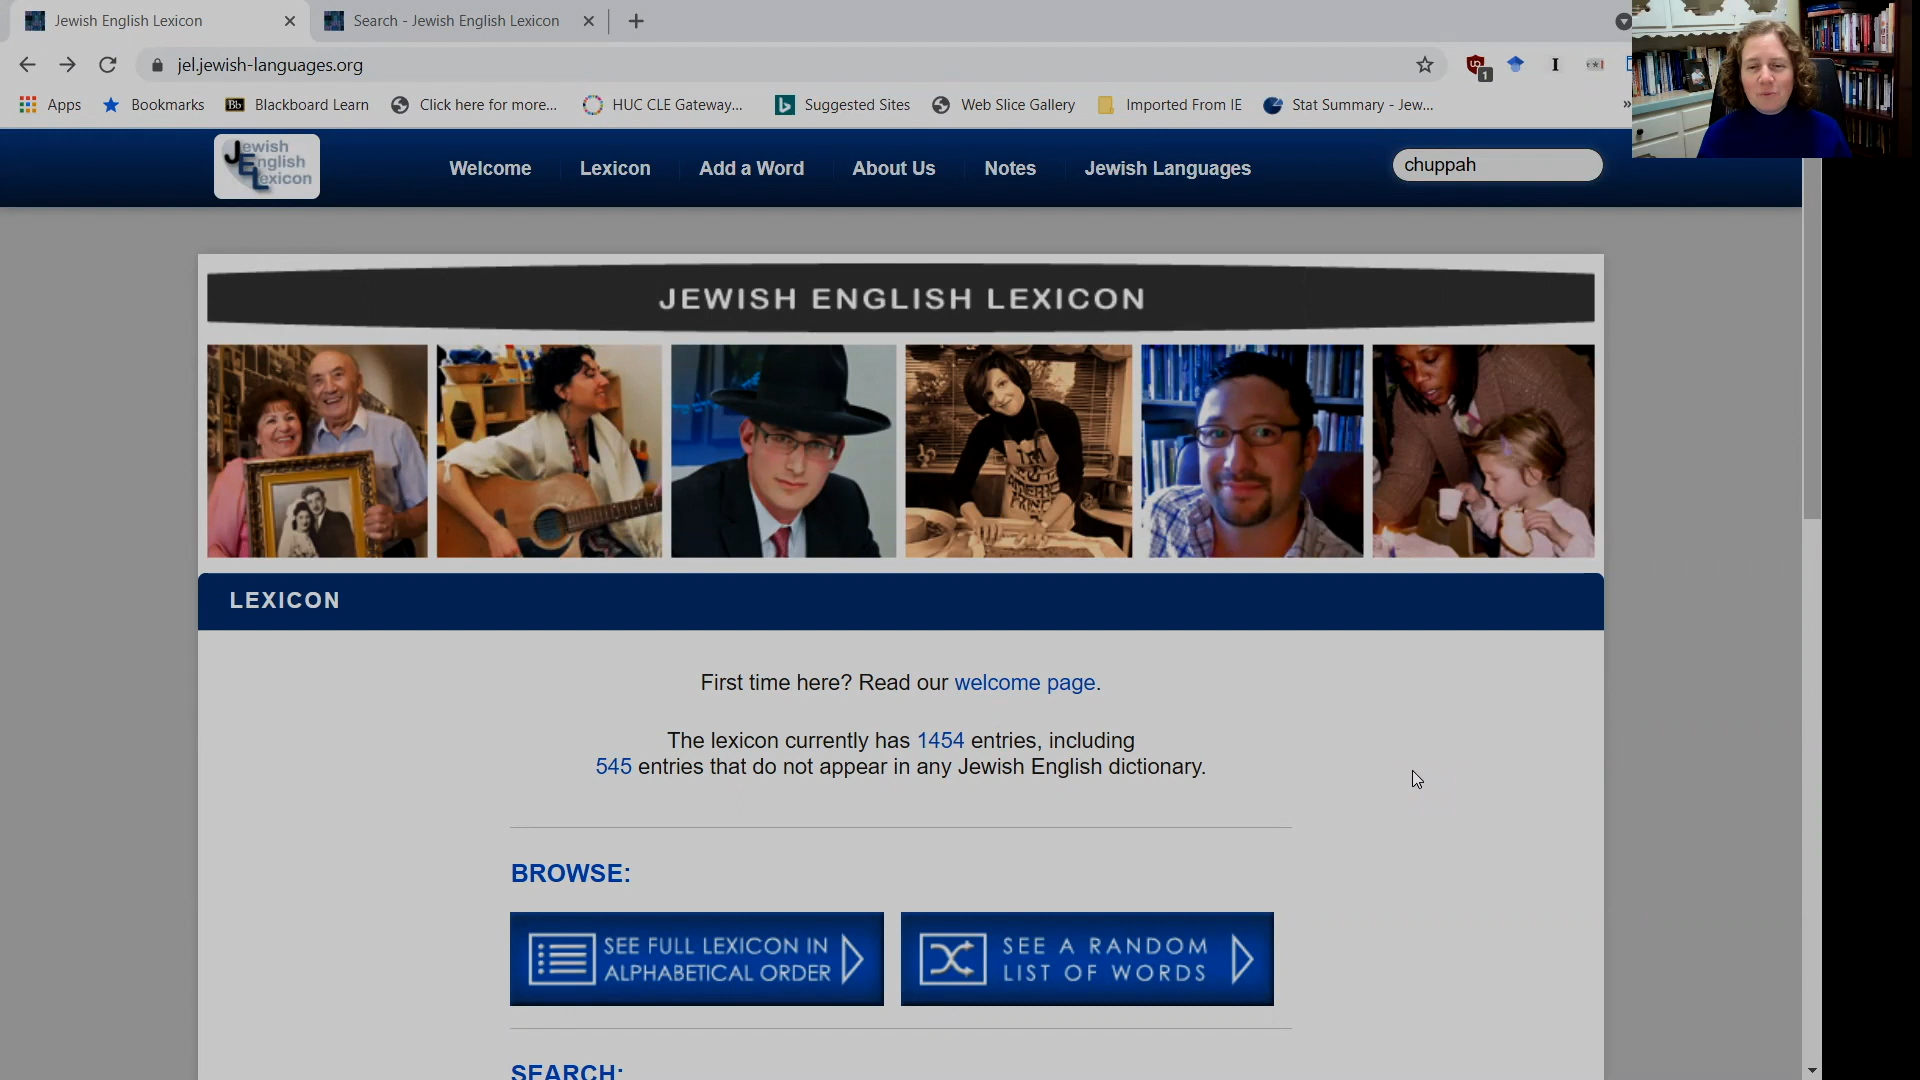 Jewish English Lexicon
Search - Jewish English Lexicon
jel.jewish-languages.org
1
Apps
Bookmarks
Bb
Blackboard Learn
Click here for more...
HUC CLE Gateway...
Suggested Sites
Web Slice Gallery
Imported From IE
Stat Summary - Jew...
Jewish
English
Lexicon
Welcome
Lexicon
Add a Word
About Us
Notes
Jewish Languages
chuppah
JEWISH ENGLISH LEXICON
LEXICON
First time here? Read our welcome page.
The lexicon currently has 1454 entries, including
545 entries that do not appear in any Jewish English dictionary.
BROWSE:
SEE FULL LEXICON IN
ALPHABETICAL ORDER
SEE A RANDOM
LIST OF WORDS
SEARCH: